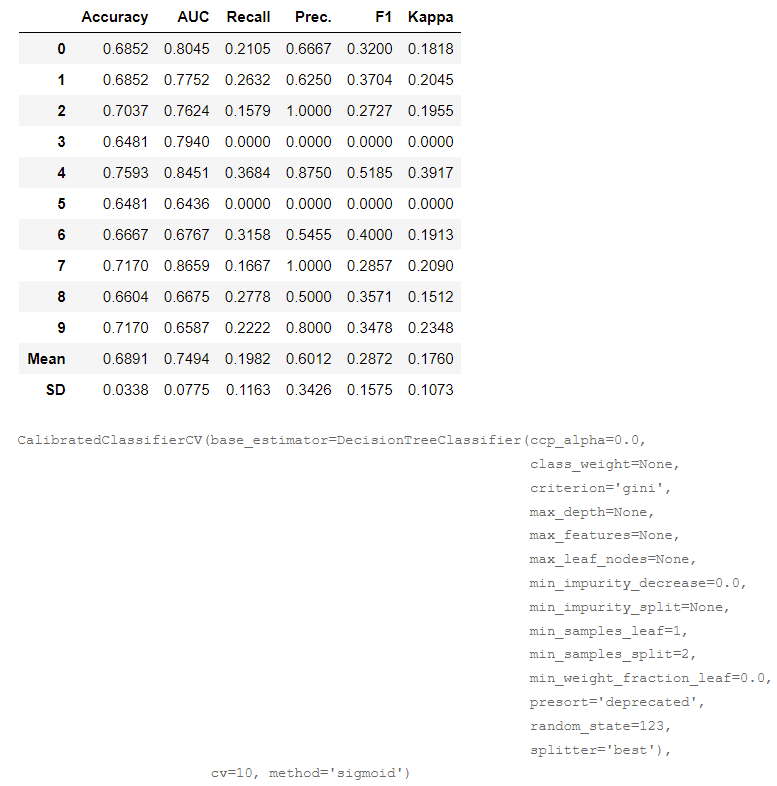 Accuracy AUC Recall Prec. F1 Kappa
0 0.6852 0.8045 0.2105 0.6667 0.3200 0.1818
1 0.6852 0.7752 0.2632 0.6250 0.3704 0.2045
2 0.7037 0.7624 0.1579 1.0000 0.2727 0.1955
3 0.6481 0.7940 0.0000 0.0000 0.0000 0.0000
4 0.7593 0.8451 0.3684 0.8750 0.5185 0.3917
5 0.6481 0.6436 0.0000 0.0000 0.0000 0.0000
6 0.6667 0.6767 0.3158 0.5455 0.4000 0.1913
7 0.7170 0.8659 0.1667 1.0000 0.2857 0.2090
8 0.6604 0.6675 0.2778 0.5000 0.3571 0.1512
9 0.7170 0.6587 0.2222 0.8000 0.3478 0.2348
Mean 0.6891 0.7494 0.1982 0.6012 0.2872 0.1760
SD 0.0338 0.0775 0.1163 0.3426 0.1575 0.1073
CalibratedClassifierCV(base_estimator=DecisionTreeClassifier(ccp_alpha=0.0,
class_weight=None,
criterion='gini',
max_depth=None,
max_features=None,
max_leaf_nodes=None,
min_impurity_decrease=0.0,
min_impurity_split=None,
min_samples_leaf=1,
min_samples_split=2,
min_weight_fraction_leaf=0.0,
presort='deprecated',
random_state=123,
splitter='best'),
cv=10, method='sigmoid')